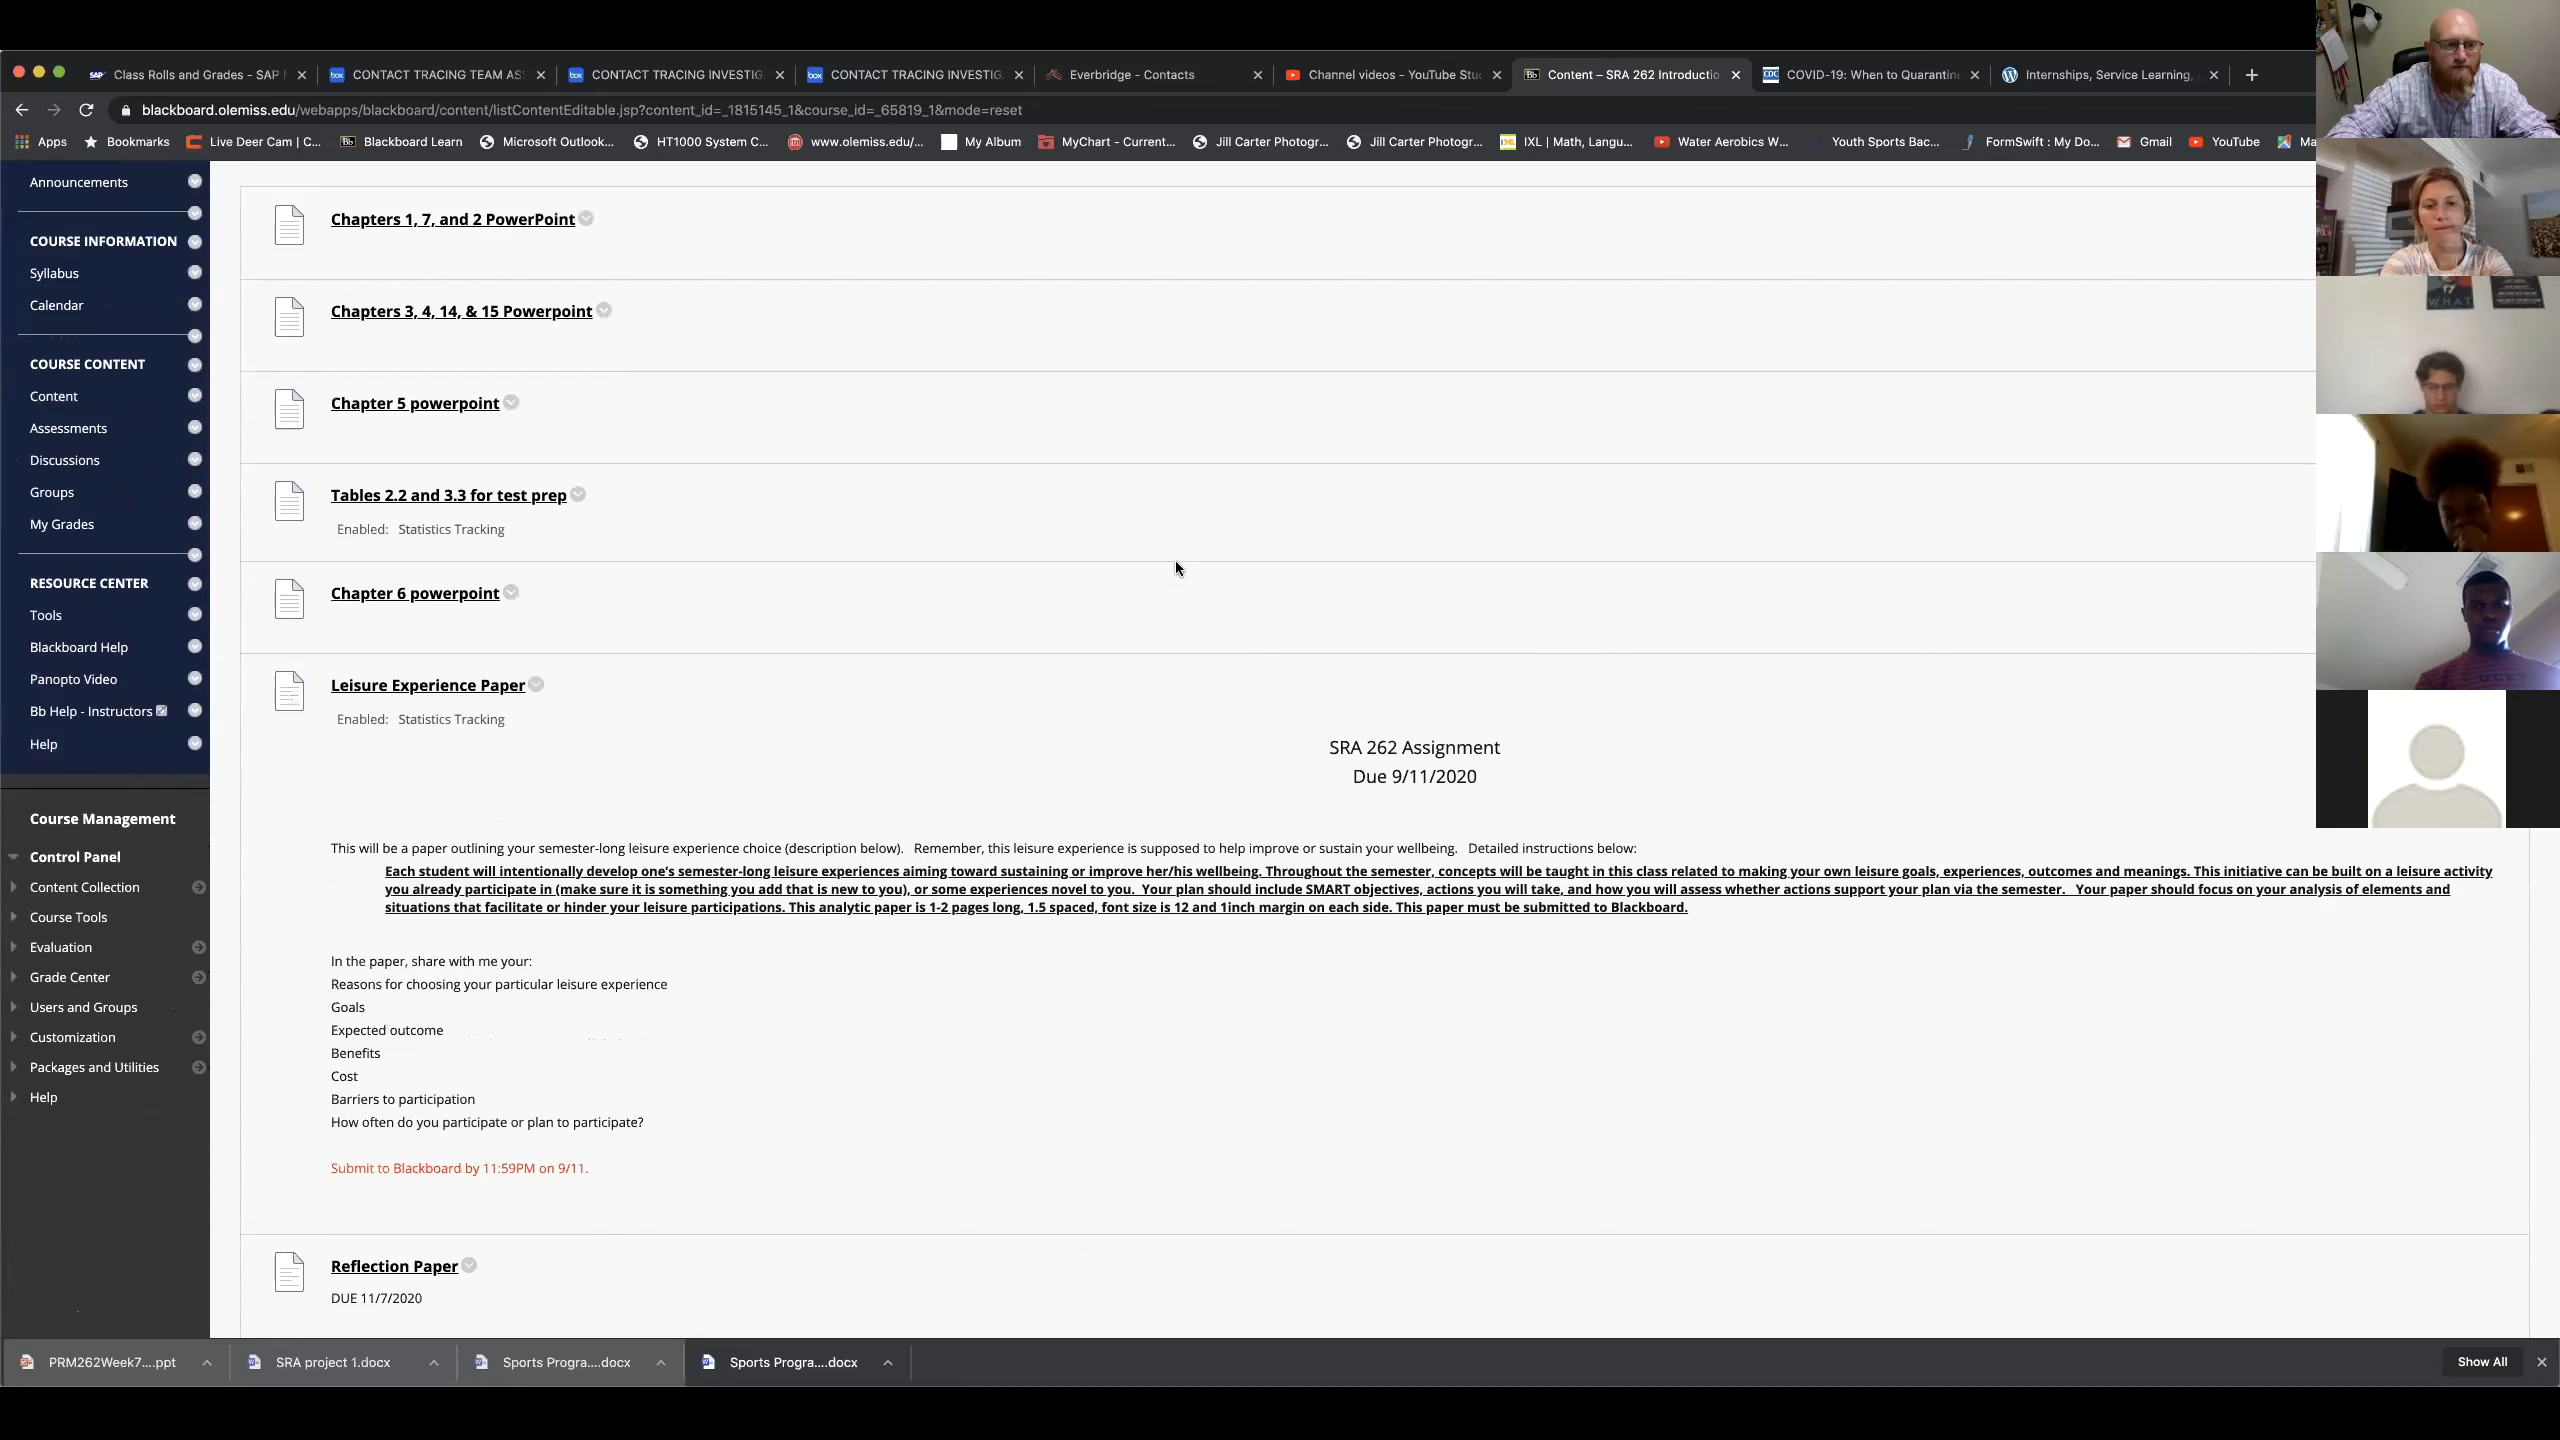 Class Rolls and Grades - SAP
CONTACT TRACING TEAM AS
CONTACT TRACING INVESTIG
CONTACT TRACING INVESTIG
Everbridge - Contacts
Channel videos - YouTube Stu
Content – SRA 262 Introductio
COVID-19: When to Quarantin
Internships, Service Learning,
blackboard.olemiss.edu/webapps/blackboard/content/listContentEditable.jsp?content_id=_1815145_1&course_id=_65819_1&mode=reset
Apps
Bookmarks
Live Deer Cam | C...
Blackboard Learn
Microsoft Outlook...
HT1000 System C...
www.olemiss.edu/...
My Album
MyChart - Current...
Jill Carter Photogr...
Jill Carter Photogr...
IXL | Math, Langu...
Water Aerobics W...
Youth Sports Bac...
FormSwift : My Do...
Gmail
YouTube
Ma
Announcements
COURSE INFORMATION
Syllabus
Calendar
COURSE CONTENT
Content
Assessments
Discussions
Groups
My Grades
RESOURCE CENTER
Tools
Blackboard Help
Panopto Video
Bb Help - Instructors
Help
Course Management
Control Panel
Content Collection
Course Tools
Evaluation
Grade Center
Users and Groups
Customization
Packages and Utilities
Help
Chapters 1, 7, and 2 PowerPoint
Chapters 3, 4, 14, & 15 Powerpoint
Chapter 5 powerpoint
Tables 2.2 and 3.3 for test prep
Enabled: Statistics Tracking
Chapter 6 powerpoint
Leisure Experience Paper
Enabled: Statistics Tracking
SRA 262 Assignment
Due 9/11/2020
This will be a paper outlining your semester-long leisure experience choice (description below). Remember, this leisure experience is supposed to help improve or sustain your wellbeing. Detailed instructions below:
Each student will intentionally develop one's semester-long leisure experiences aiming toward sustaining or improve her/his wellbeing. Throughout the semester, concepts will be taught in this class related to making your own leisure goals, experiences, outcomes and meanings. This initiative can be built on a leisure activity
you already participate in (make sure it is something you add that is new to you), or some experiences novel to you. Your plan should include SMART objectives, actions you will take, and how you will assess whether actions support your plan via the semester. Your paper should focus on your analysis of elements and
situations that facilitate or hinder your leisure participations. This analytic paper is 1-2 pages long, 1.5 spaced, font size is 12 and 1inch margin on each side. This paper must be submitted to Blackboard.
In the paper, share with me your:
Reasons for choosing your particular leisure experience
Goals
Expected outcome
Benefits
Cost
Barriers to participation
How often do you participate or plan to participate?
Submit to Blackboard by 11:59PM on 9/11.
Reflection Paper
DUE 11/7/2020
WHAT
PRM262Week7....ppt
SRA project 1.docx
Sports Progra....docx
Sports Progra....docx
Show All